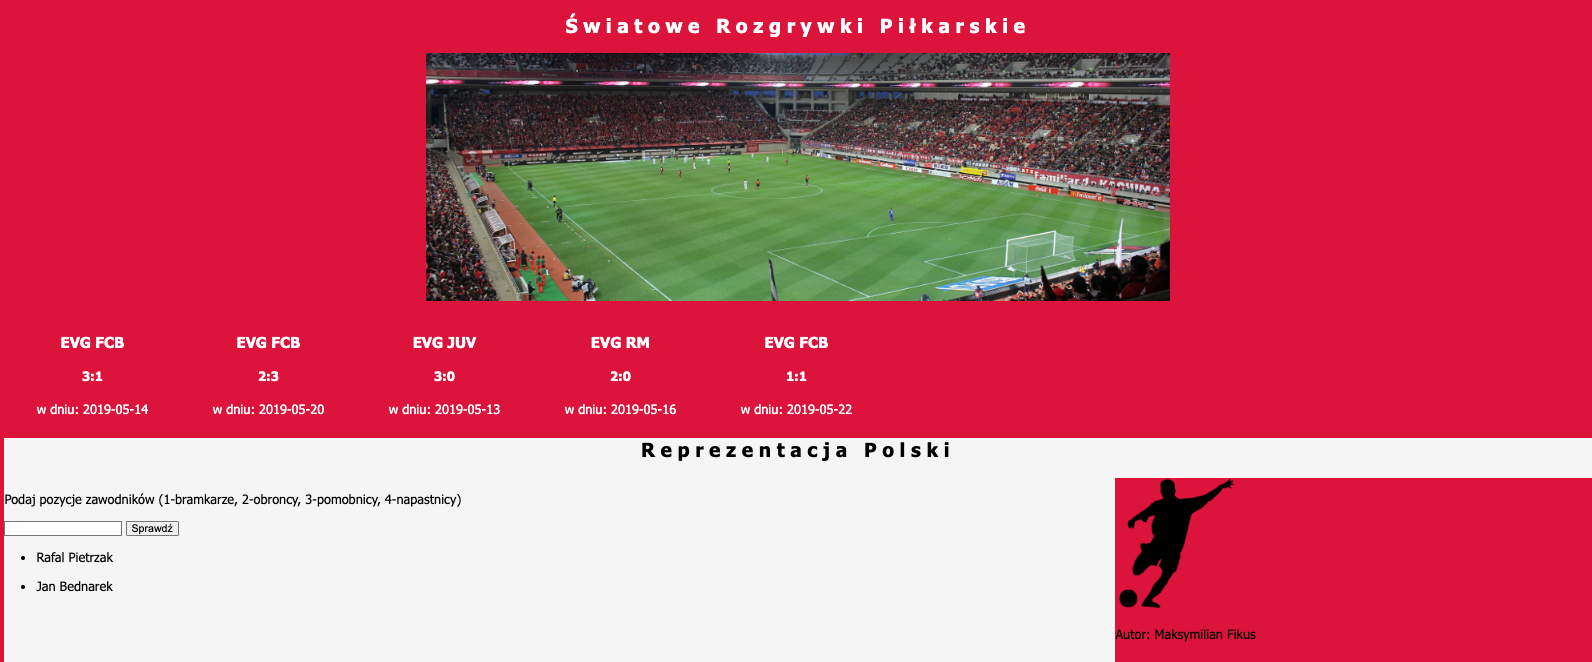 Światowe Rozgrywki Piłkarskie
Familiar de KASHIMA
EVG FCB
3:1
w dniu: 2019-05-14
EVG FCB
2:3
w dniu: 2019-05-20
EVG JUV
3:0
w dniu: 2019-05-13
EVG RM
2:0
w dniu: 2019-05-16
EVG FCB
1:1
w dniu: 2019-05-22
Reprezentacja Polski
Podaj pozycje zawodników (1-bramkarze, 2-obroncy, 3-pomobnicy, 4-napastnicy)
Sprawdź
Rafal Pietrzak
Jan Bednarek
Autor: Maksymilian Fikus